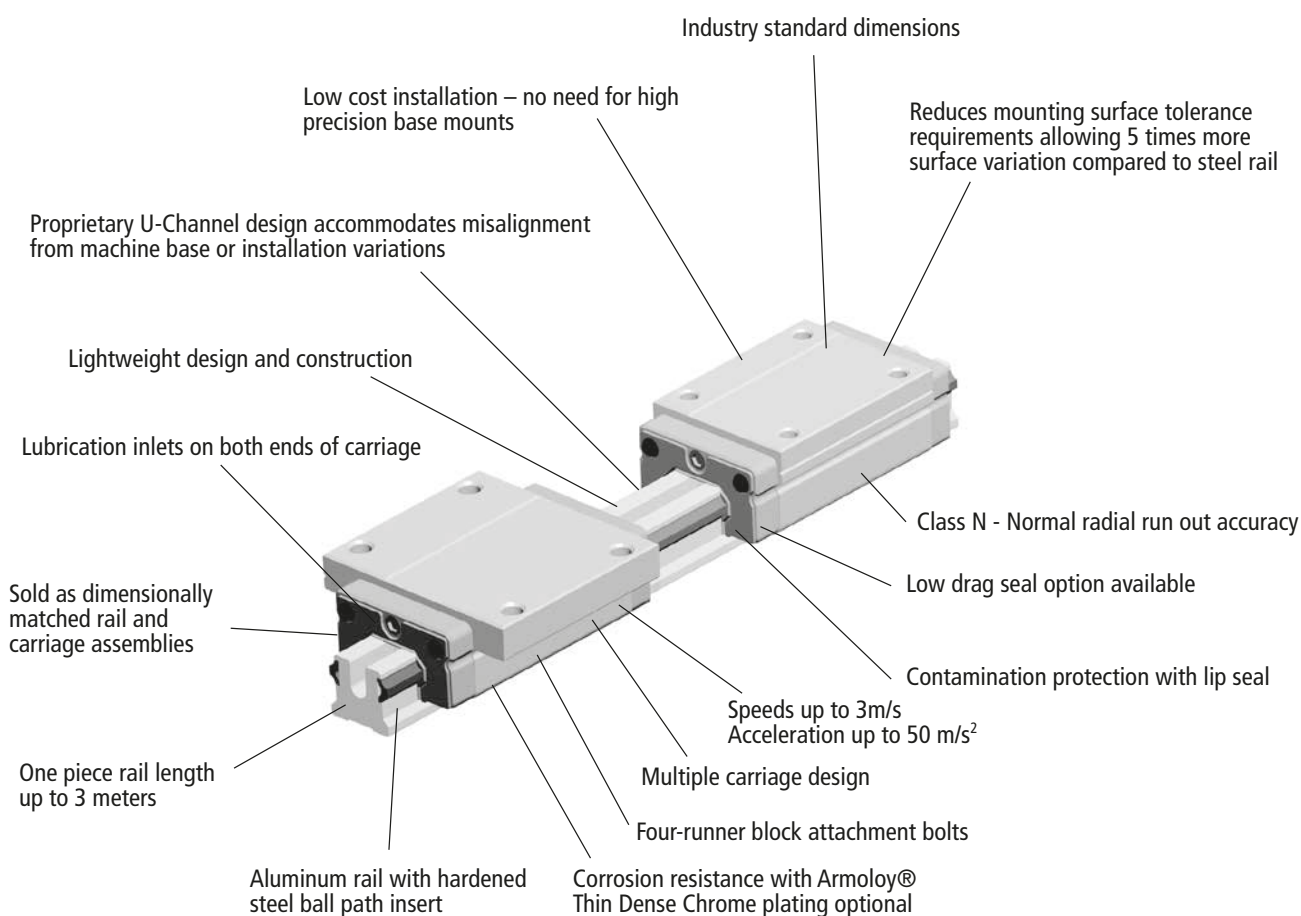 Industry standard dimensions
Low cost installation – no need for high
precision base mounts
Reduces mounting surface tolerance
requirements allowing 5 times more
surface variation compared to steel rail
Proprietary U-Channel design accommodates misalignment
from machine base or installation variations
Lightweight design and construction
Lubrication inlets on both ends of carriage
Class N - Normal radial run out accuracy
Sold as dimensionally
matched rail and
carriage assemblies
Low drag seal option available
Contamination protection with lip seal
Speeds up to 3m/s
Acceleration up to 50 m/s²
One piece rail length
up to 3 meters
Multiple carriage design
Four-runner block attachment bolts
Aluminum rail with hardened
steel ball path insert
Corrosion resistance with Armoloy®
Thin Dense Chrome plating optional